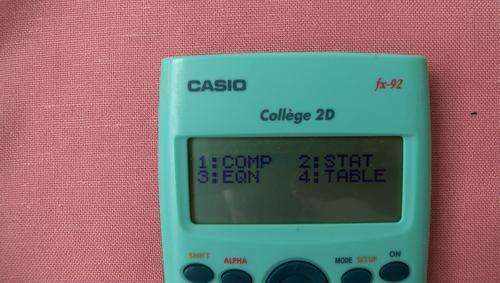 CASIO fx-92
Collège 2D
1:COMP 2:STAT
3:EQN 4:TABLE
SHIFT ALPHA MODE SETUP ON